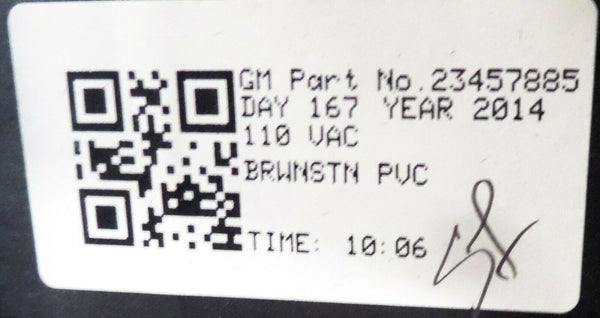 GM Part No.23457885
DAY 167 YEAR 2014
110 VAC
BRWNSTN PVC
TIME: 10:06